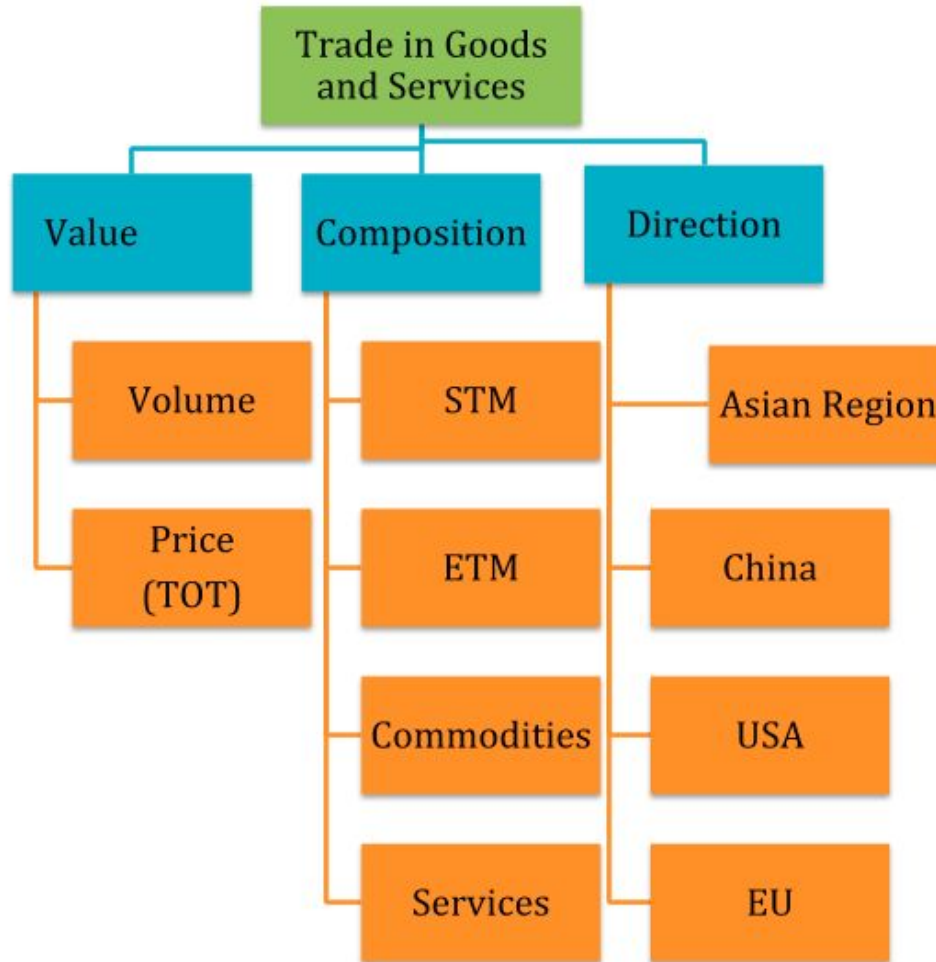 Trade in Goods
and Services
Value
Composition
Direction
Volume
STM
Asian Region
Price
(TOT)
ETM
China
Commodities
USA
Services
EU